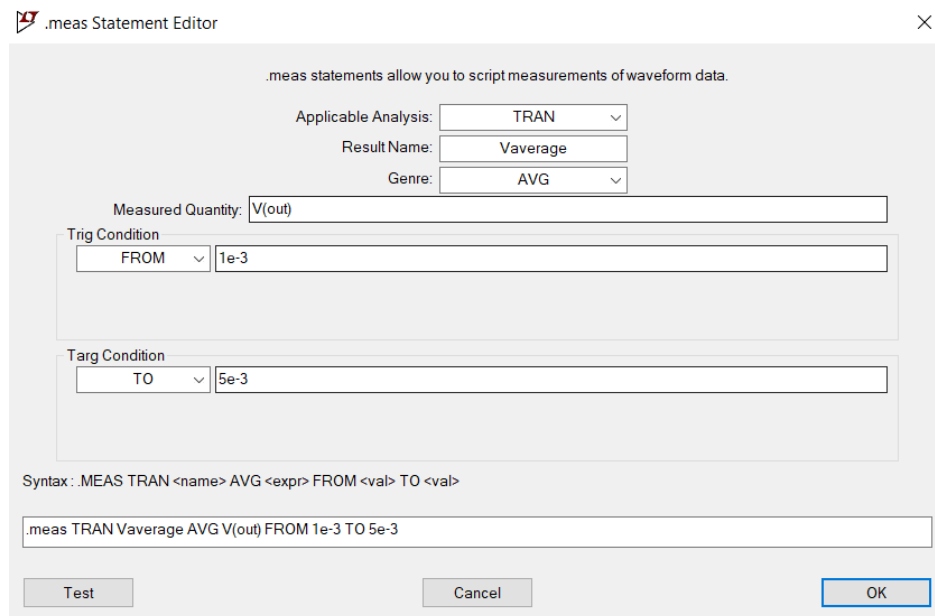 .meas Statement Editor
.meas statements allow you to script measurements of waveform data.
Applicable Analysis: TRAN
Result Name: Vaverage
Genre: AVG
Measured Quantity: V(out)
Trig Condition
FROM 1e-3
Targ Condition
TO 5e-3
Syntax : .MEAS TRAN <name> AVG <expr> FROM <val> TO <val>
.meas TRAN Vaverage AVG V(out) FROM 1e-3 TO 5e-3
Test Cancel OK